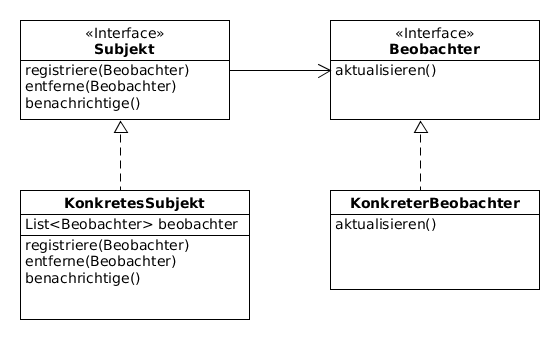 «Interface»
Subjekt
registriere(Beobachter)
entferne(Beobachter)
benachrichtige()
«Interface»
Beobachter
aktualisieren()
KonkretesSubjekt
List<Beobachter> beobachter
registriere(Beobachter)
entferne(Beobachter)
benachrichtige()
KonkreterBeobachter
aktualisieren()